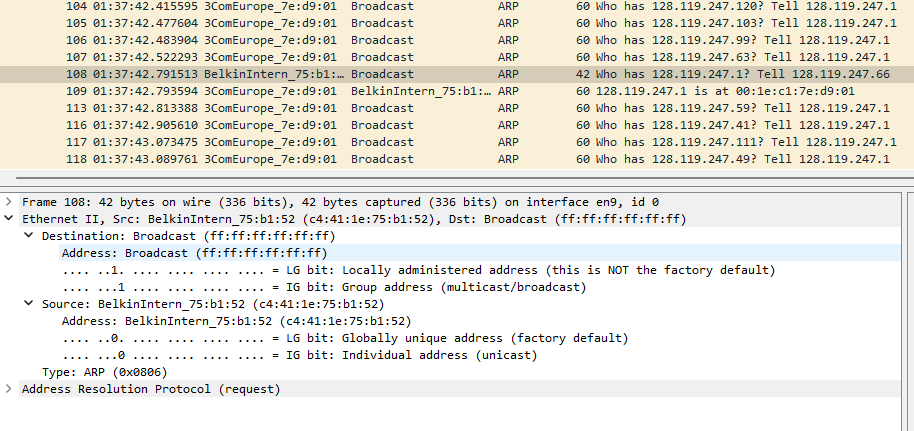 104 01:37:42.415595 3ComEurope_7e:d9:01 Broadcast ARP 60 Who has 128.119.247.120? Tell 128.119.247.1
105 01:37:42.477604 3ComEurope_7e:d9:01 Broadcast ARP 60 Who has 128.119.247.103? Tell 128.119.247.1
106 01:37:42.483904 3ComEurope_7e:d9:01 Broadcast ARP 60 Who has 128.119.247.99? Tell 128.119.247.1
107 01:37:42.522293 3ComEurope_7e:d9:01 Broadcast ARP 60 Who has 128.119.247.63? Tell 128.119.247.1
108 01:37:42.791513 BelkinIntern_75:b1:… Broadcast ARP 42 Who has 128.119.247.1? Tell 128.119.247.66
109 01:37:42.793594 3ComEurope_7e:d9:01 BelkinIntern_75:b1:… ARP 60 128.119.247.1 is at 00:1e:c1:7e:d9:01
113 01:37:42.813388 3ComEurope_7e:d9:01 Broadcast ARP 60 Who has 128.119.247.59? Tell 128.119.247.1
116 01:37:42.905610 3ComEurope_7e:d9:01 Broadcast ARP 60 Who has 128.119.247.41? Tell 128.119.247.1
117 01:37:43.073475 3ComEurope_7e:d9:01 Broadcast ARP 60 Who has 128.119.247.111? Tell 128.119.247.1
118 01:37:43.089761 3ComEurope_7e:d9:01 Broadcast ARP 60 Who has 128.119.247.49? Tell 128.119.247.1
Frame 108: 42 bytes on wire (336 bits), 42 bytes captured (336 bits) on interface en9, id 0
Ethernet II, Src: BelkinIntern_75:b1:52 (c4:41:1e:75:b1:52), Dst: Broadcast (ff:ff:ff:ff:ff:ff)
Destination: Broadcast (ff:ff:ff:ff:ff:ff)
Address: Broadcast (ff:ff:ff:ff:ff:ff)
.... ..1. .... .... .... .... = LG bit: Locally administered address (this is NOT the factory default)
.... ...1 .... .... .... .... = IG bit: Group address (multicast/broadcast)
Source: BelkinIntern_75:b1:52 (c4:41:1e:75:b1:52)
Address: BelkinIntern_75:b1:52 (c4:41:1e:75:b1:52)
.... ..0. .... .... .... .... = LG bit: Globally unique address (factory default)
.... ...0 .... .... .... .... = IG bit: Individual address (unicast)
Type: ARP (0x0806)
Address Resolution Protocol (request)